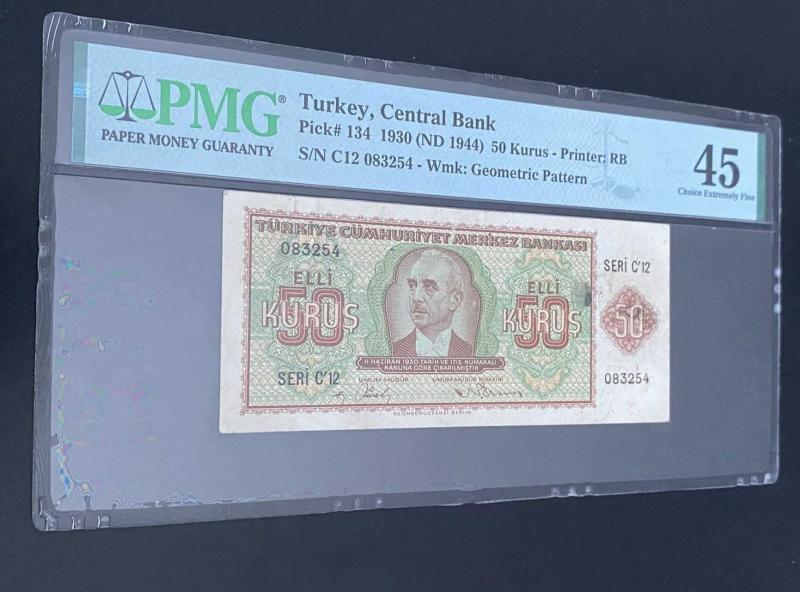 PMG®
PAPER MONEY GUARANTY
Turkey, Central Bank
Pick# 134 1930 (ND 1944) 50 Kurus - Printer: RB
S/N C12 083254 - Wmk: Geometric Pattern
45
Choice Extremely Fine
TÜRKİYE CÜMHURİYET MERKEZ BANKASI
083254
SERİ C'12
ELLİ
ELLİ
50
KURUŞ
50
KURUŞ
50
11 HAZİRAN 1930 TARİH VE 1715 NUMARALI
KANUNA GÖRE ÇIKARILMIŞTIR
SERİ C'12
UMUM MÜDÜR
UMUM MÜDÜR MUAVİNİ
083254
REICHSDRUCKEREI BERLIN